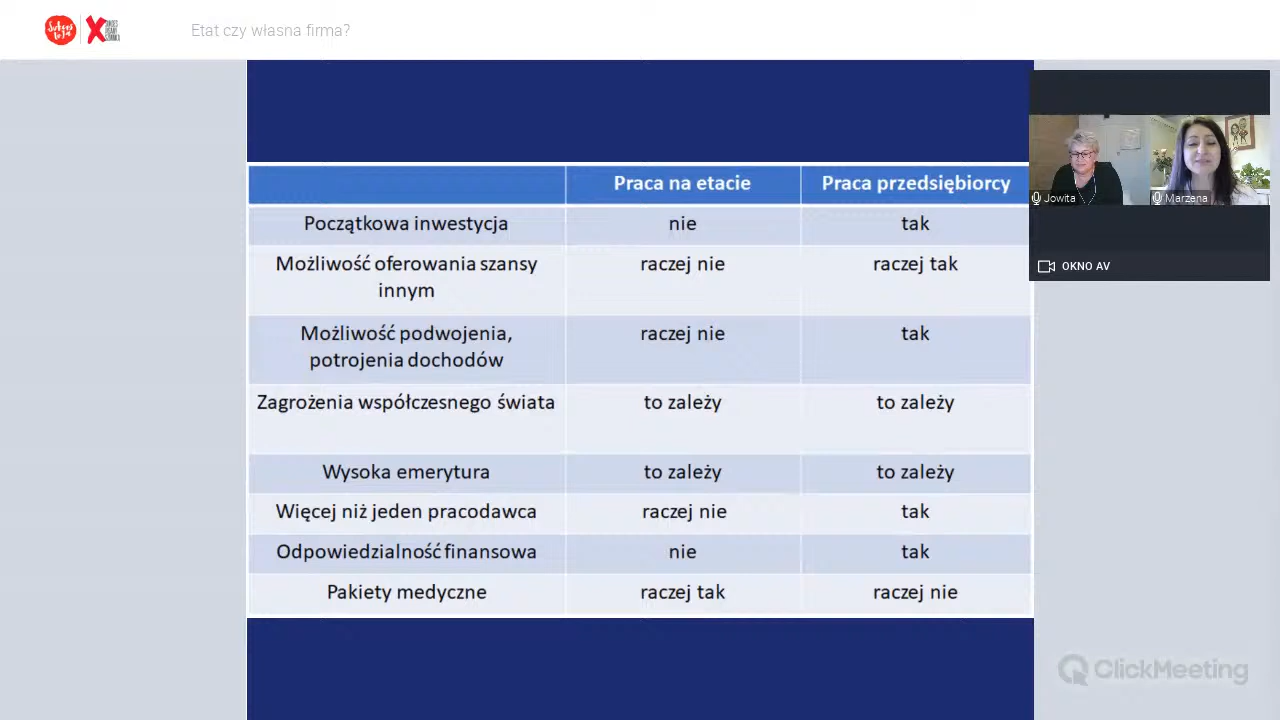 Sukces to Ja
Etat czy własna firma?
Praca na etacie Praca przedsiębiorcy
Początkowa inwestycja nie tak
Możliwość oferowania szansy innym raczej nie raczej tak
Możliwość podwojenia, potrojenia dochodów raczej nie tak
Zagrożenia współczesnego świata to zależy to zależy
Wysoka emerytura to zależy to zależy
Więcej niż jeden pracodawca raczej nie tak
Odpowiedzialność finansowa nie tak
Pakiety medyczne raczej tak raczej nie
Jowita
Marzena
OKNO AV
ClickMeeting